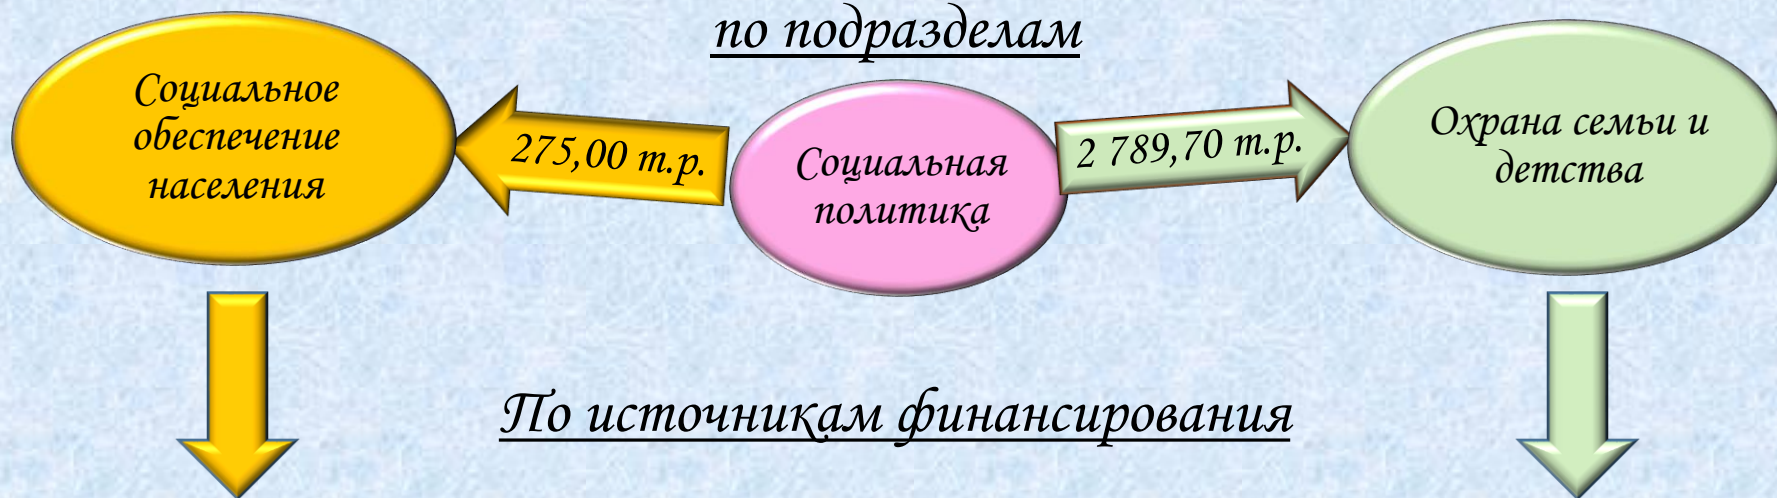 по подразделам
Социальное
обеспечение
населения
275,00 т.р.
Социальная
политика
2 789,70 т.р.
Охрана семьи и
детства
По источникам финансирования